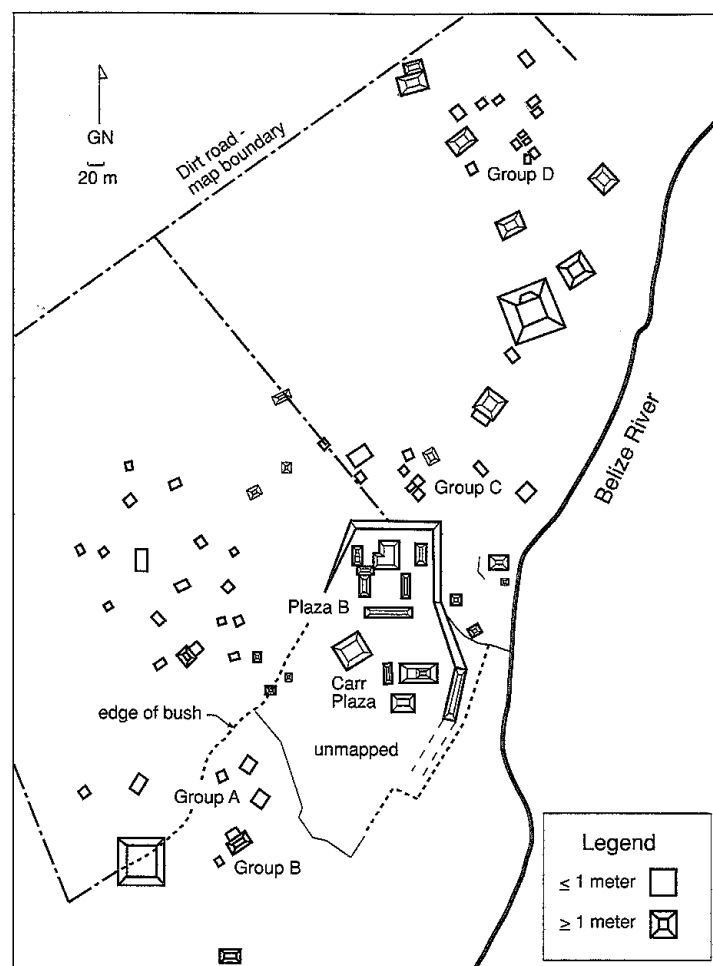 GN
20 m
Dirt road -
map boundary
Group D
Belize River
Group C
Plaza B
Carr
Plaza
edge of bush
unmapped
Group A
Group B
Legend
≤ 1 meter
≥ 1 meter